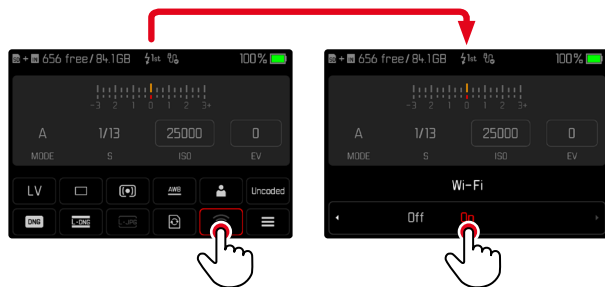 + IN 656 free/84.1GB 1st 100%
-3 2 1 0 1 2 3+
A 1/13 25000 0
MODE S ISO EV
LV AWB Uncoded
DNG L-DNG L-JPG
+ IN 656 free/84.1GB 1st 100%
-3 2 1 0 1 2 3+
A 1/13 25000 0
MODE S ISO EV
Wi-Fi
Off On